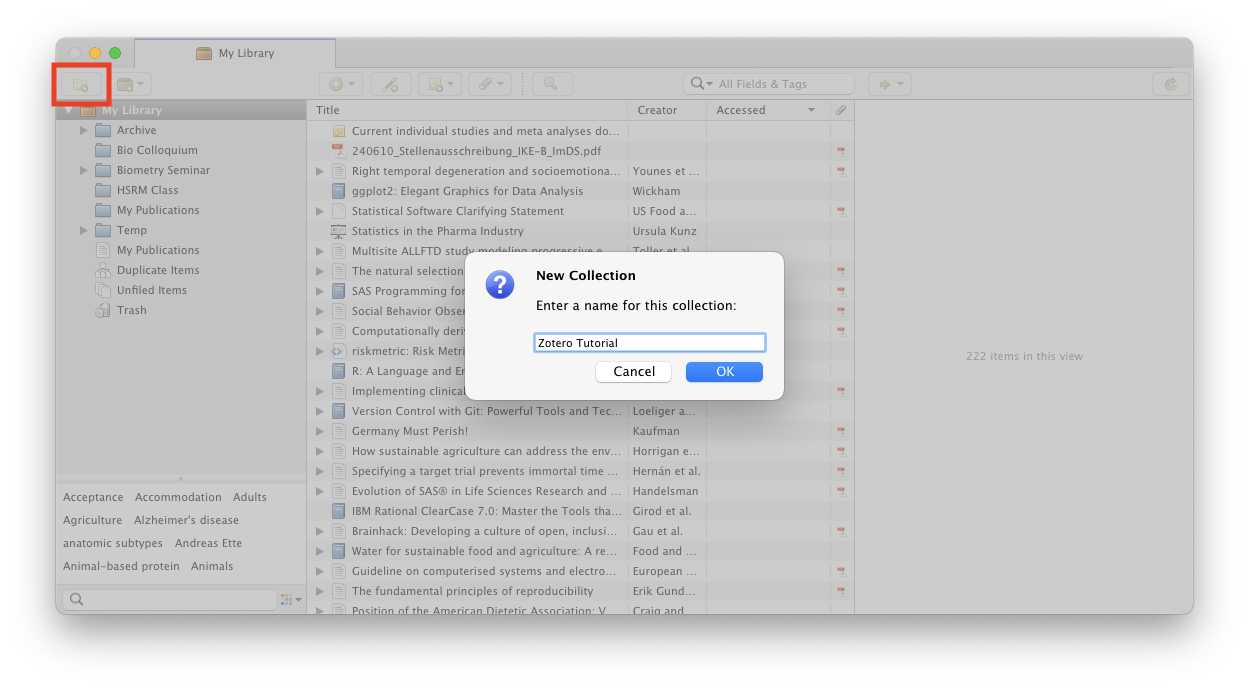 My Library
All Fields & Tags
My Library
Archive
Bio Colloquium
Biometry Seminar
HSRM Class
My Publications
Temp
My Publications
Duplicate Items
Unfiled Items
Trash
Acceptance Accommodation Adults
Agriculture Alzheimer's disease
anatomic subtypes Andreas Ette
Animal-based protein Animals
Title Creator Accessed
Current individual studies and meta analyses do...
240610_Stellenausschreibung_IKE-B_ImDS.pdf
Right temporal degeneration and socioemotiona... Younes et ...
ggplot2: Elegant Graphics for Data Analysis Wickham
Statistical Software Clarifying Statement US Food a...
Statistics in the Pharma Industry Ursula Kunz
Multisite ALLFTD study modeling progressive e... Toller et al.
The natural selection
SAS Programming for
Social Behavior Obser
Computationally deri
riskmetric: Risk Metri
R: A Language and En
Implementing clinical
Version Control with Git: Powerful Tools and Tec... Loeliger a...
Germany Must Perish! Kaufman
How sustainable agriculture can address the env... Horrigan e...
Specifying a target trial prevents immortal time ... Hernán et al.
Evolution of SAS® in Life Sciences Research and ... Handelsman
IBM Rational ClearCase 7.0: Master the Tools tha... Girod et al.
Brainhack: Developing a culture of open, inclusi... Gau et al.
Water for sustainable food and agriculture: A re... Food and ...
Guideline on computerised systems and electro... European ...
The fundamental principles of reproducibility Erik Gund...
Position of the American Dietetic Association: V... Craig and ...
New Collection
Enter a name for this collection:
Zotero Tutorial
Cancel OK
222 items in this view